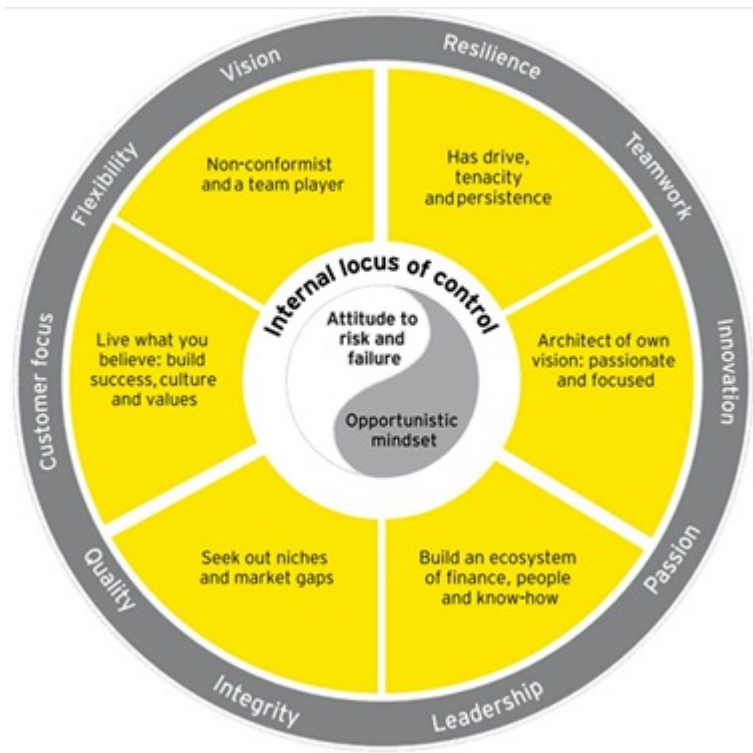 Vision
Resilience
Teamwork
Innovation
Passion
Leadership
Integrity
Quality
Customer focus
Flexibility
Non-conformist
and a team player
Has drive,
tenacity
and persistence
Architect of own
vision: passionate
and focused
Build an ecosystem
of finance, people
and know-how
Seek out niches
and market gaps
Live what you
believe: build
success, culture
and values
Internal locus of control
Attitude to
risk and
failure
Opportunistic
mindset